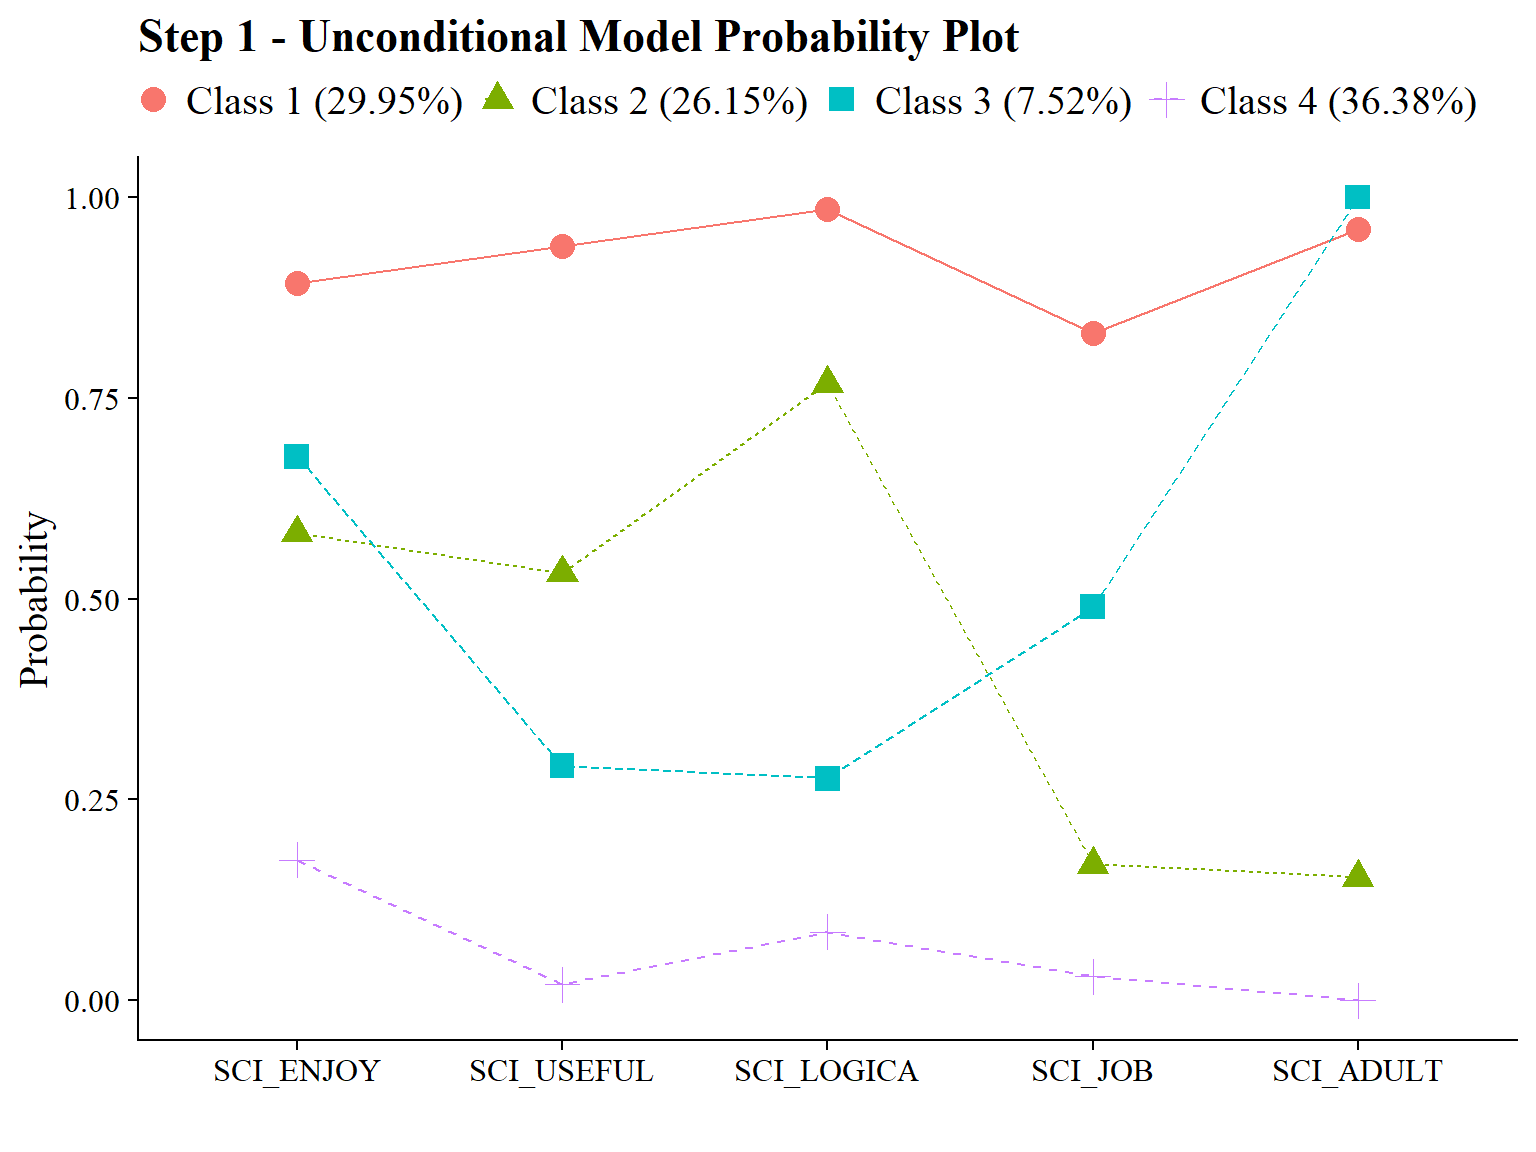 Step 1 - Unconditional Model Probability Plot
Class 1 (29.95%) Class 2 (26.15%) Class 3 (7.52%) Class 4 (36.38%)
1.00
0.75
0.50
0.25
0.00
Probability
SCI_ENJOY SCI_USEFUL SCI_LOGICA SCI_JOB SCI_ADULT